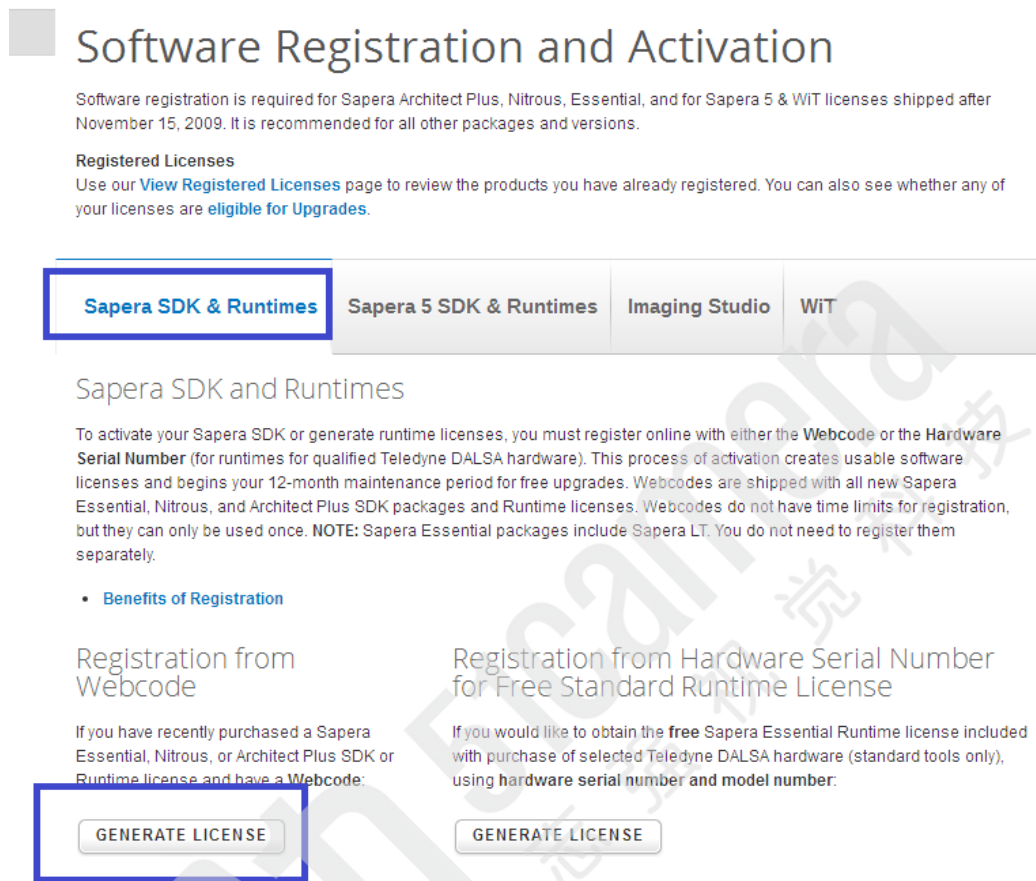 Software Registration and Activation
Software registration is required for Sapera Architect Plus, Nitrous, Essential, and for Sapera 5 & WiT licenses shipped after
November 15, 2009. It is recommended for all other packages and versions.
Registered Licenses
Use our View Registered Licenses page to review the products you have already registered. You can also see whether any of
your licenses are eligible for Upgrades.
Sapera SDK & Runtimes
Sapera 5 SDK & Runtimes
Imaging Studio
WiT
Sapera SDK and Runtimes
To activate your Sapera SDK or generate runtime licenses, you must register online with either the Webcode or the Hardware
Serial Number (for runtimes for qualified Teledyne DALSA hardware). This process of activation creates usable software
licenses and begins your 12-month maintenance period for free upgrades. Webcodes are shipped with all new Sapera
Essential, Nitrous, and Architect Plus SDK packages and Runtime licenses. Webcodes do not have time limits for registration,
but they can only be used once. NOTE: Sapera Essential packages include Sapera LT. You do not need to register them
separately.
• Benefits of Registration
Registration from
Webcode
If you have recently purchased a Sapera
Essential, Nitrous, or Architect Plus SDK or
Runtime license and have a Webcode:
GENERATE LICENSE
Registration from Hardware Serial Number
for Free Standard Runtime License
If you would like to obtain the free Sapera Essential Runtime license included
with purchase of selected Teledyne DALSA hardware (standard tools only),
using hardware serial number and model number:
GENERATE LICENSE
51camera
志强视觉科技